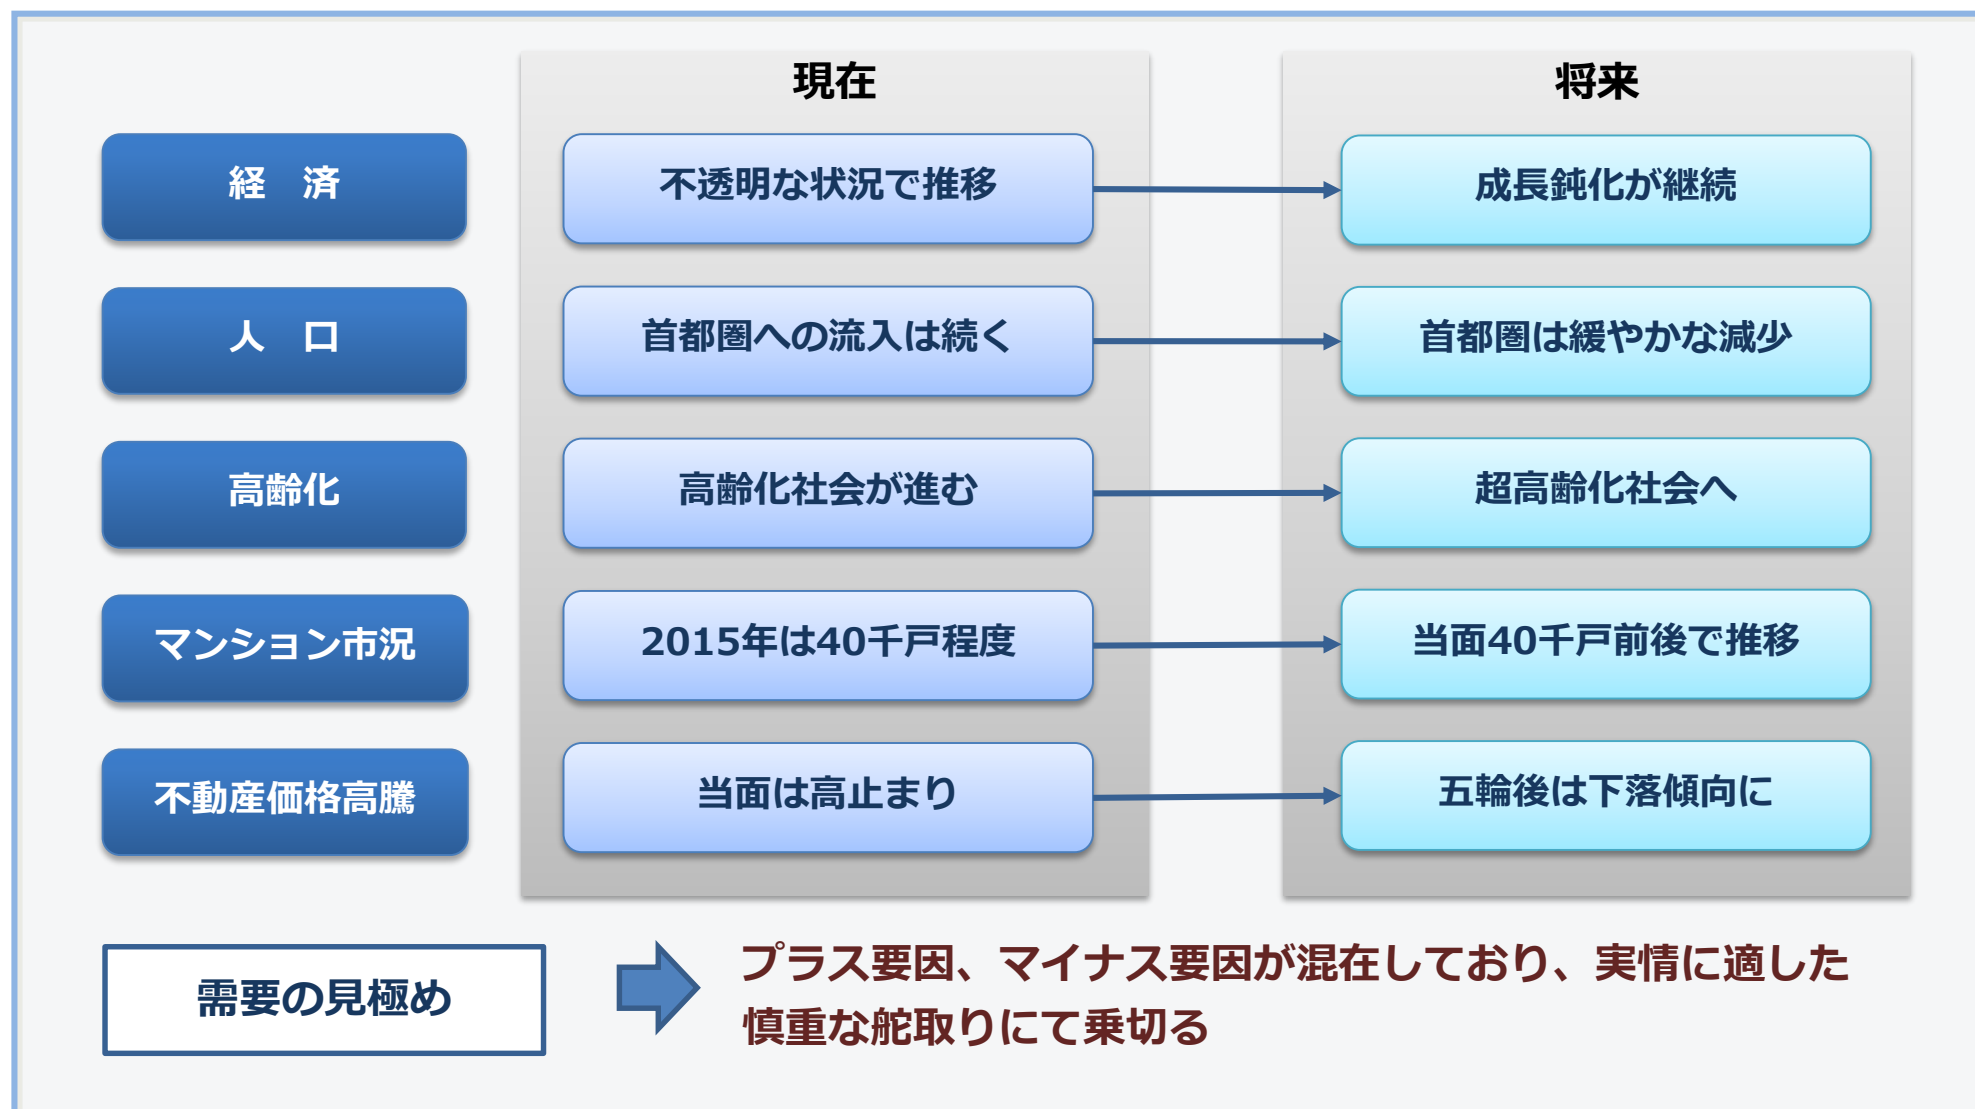 現在
将来
経　済
不透明な状況で推移
成長鈍化が継続
人　口
首都圏への流入は続く
首都圏は緩やかな減少
高齢化
高齢化社会が進む
超高齢化社会へ
マンション市況
2015年は40千戸程度
当面40千戸前後で推移
不動産価格高騰
当面は高止まり
五輪後は下落傾向に
需要の見極め
プラス要因、マイナス要因が混在しており、実情に適した
慎重な舵取りにて乗切る